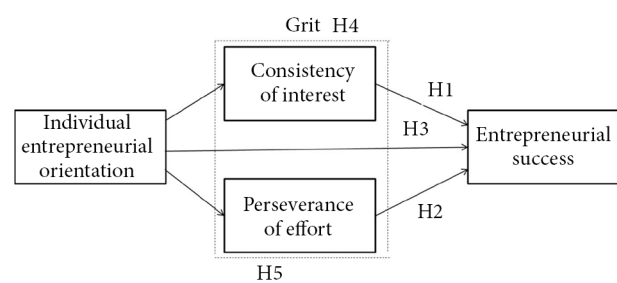 Grit H4
Consistency
of interest
H1
Individual
entrepreneurial
orientation
H3
Entrepreneurial
success
Perseverance
of effort
H2
H5